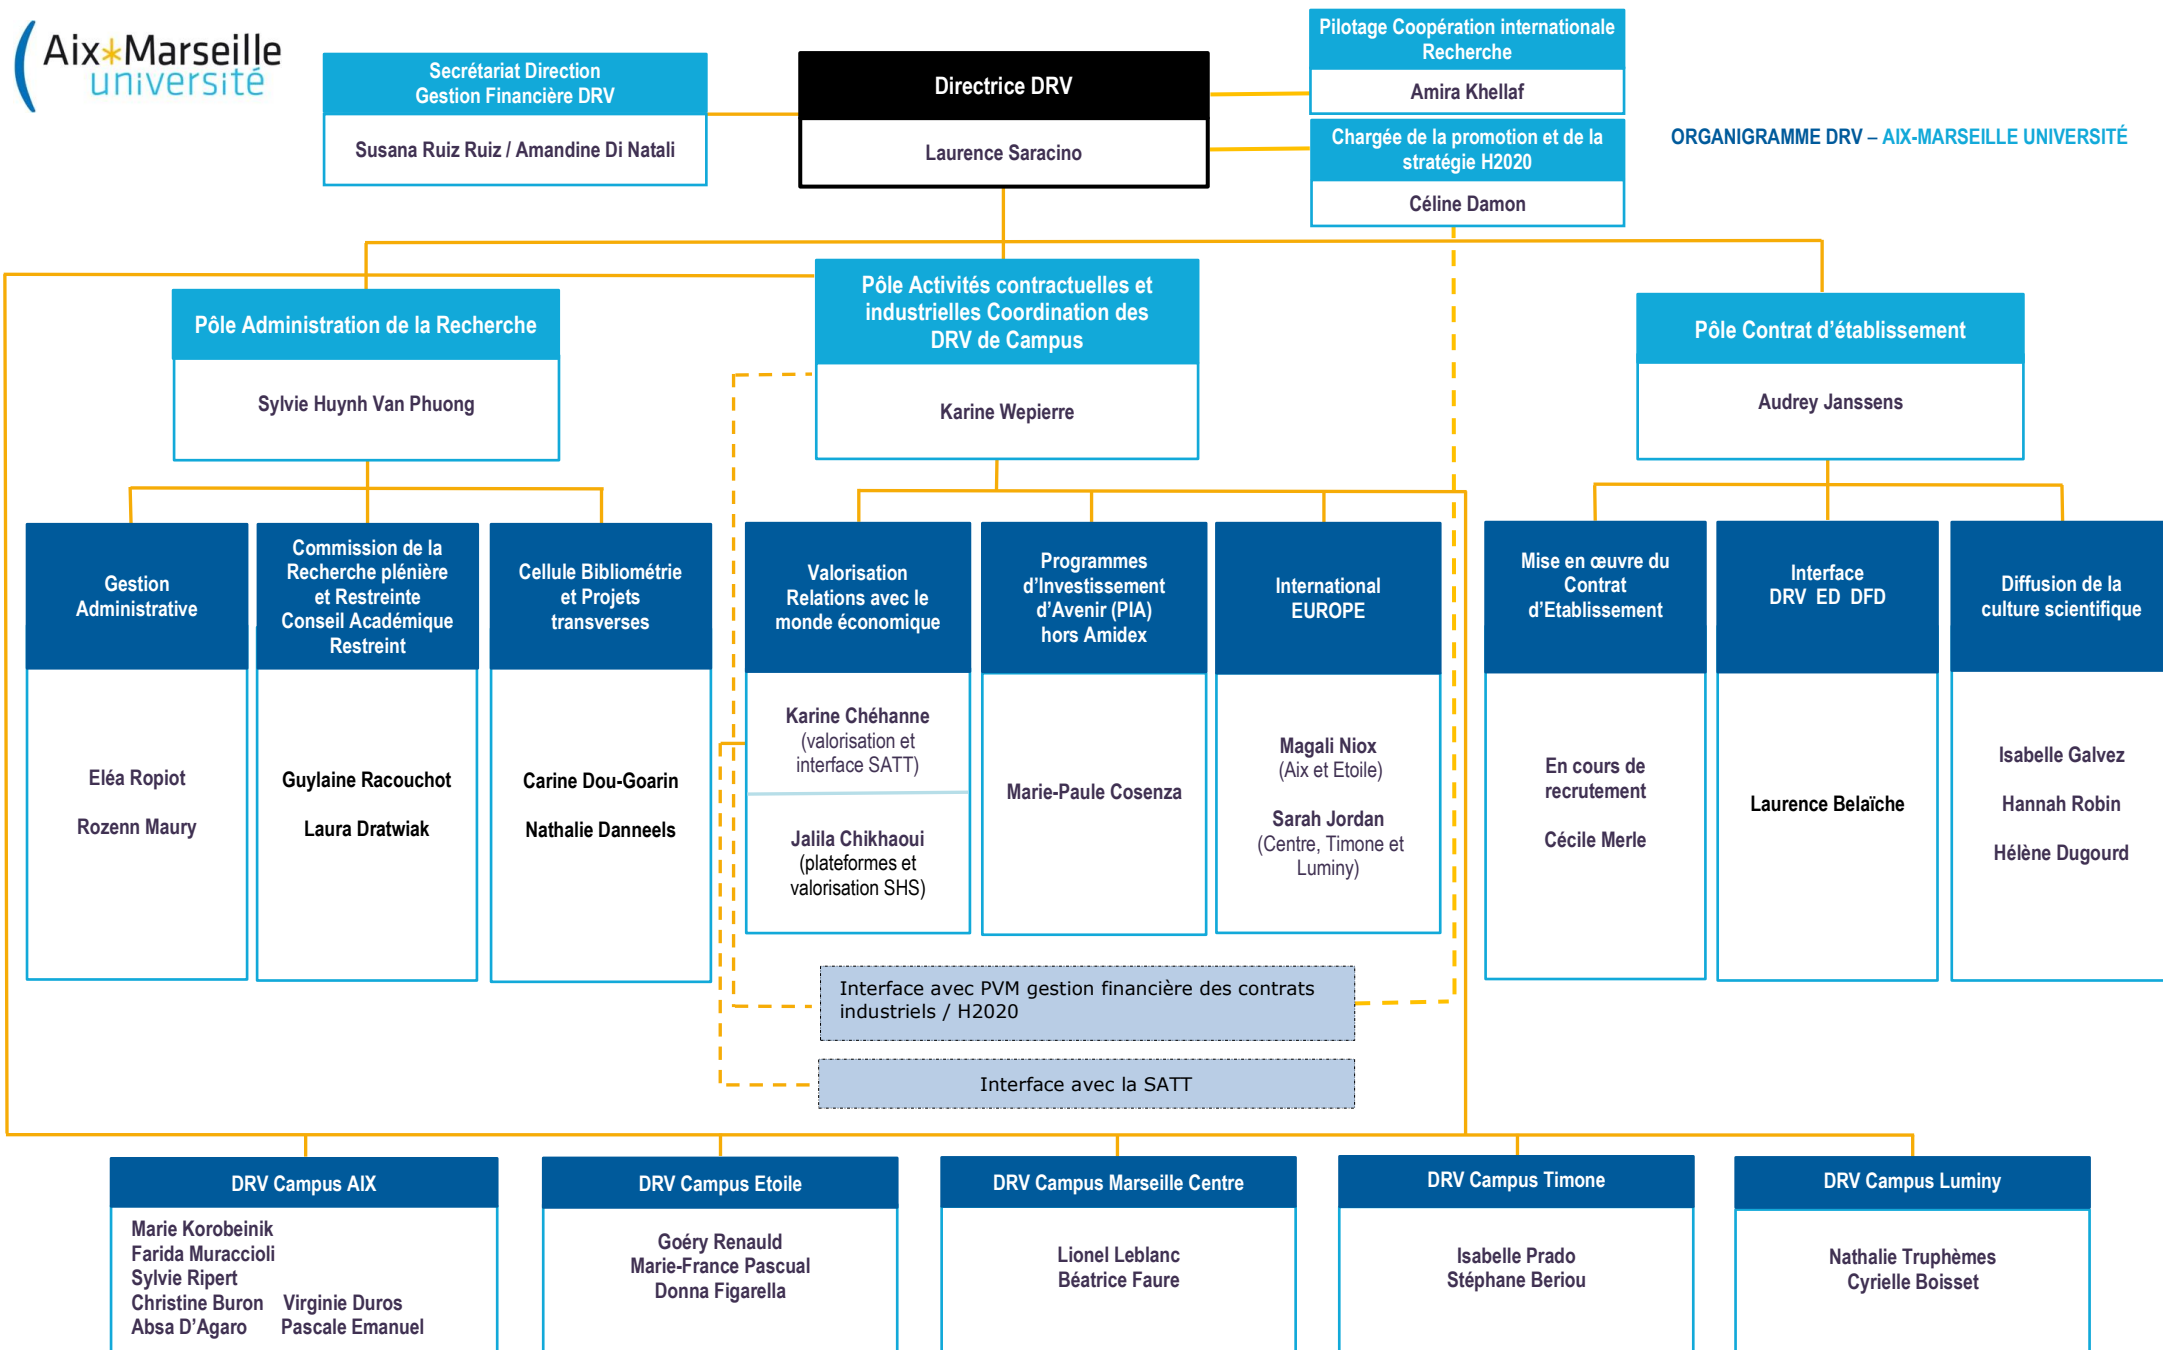 Aix*Marseille
université
Secrétariat Direction
Gestion Financière DRV
Susana Ruiz Ruiz / Amandine Di Natali
Directrice DRV
Laurence Saracino
Pilotage Coopération internationale
Recherche
Amira Khellaf
Chargée de la promotion et de la
stratégie H2020
Céline Damon
ORGANIGRAMME DRV – AIX-MARSEILLE UNIVERSITÉ
Pôle Administration de la Recherche
Sylvie Huynh Van Phuong
Pôle Activités contractuelles et
industrielles Coordination des
DRV de Campus
Karine Wepierre
Pôle Contrat d’établissement
Audrey Janssens
Gestion
Administrative
Eléa Ropiot
Rozenn Maury
Commission de la
Recherche plénière
et Restreinte
Conseil Académique
Restreint
Guylaine Racouchot
Laura Dratwiak
Cellule Bibliométrie
et Projets
transverses
Carine Dou-Goarin
Nathalie Danneels
Valorisation
Relations avec le
monde économique
Karine Chéhanne
(valorisation et
interface SATT)
Jalila Chikhaoui
(plateformes et
valorisation SHS)
Programmes
d’Investissement
d’Avenir (PIA)
hors Amidex
Marie-Paule Cosenza
International
EUROPE
Magali Niox
(Aix et Etoile)
Sarah Jordan
(Centre, Timone et
Luminy)
Mise en œuvre du
Contrat
d’Etablissement
En cours de
recrutement
Cécile Merle
Interface
DRV ED DFD
Laurence Belaïche
Diffusion de la
culture scientifique
Isabelle Galvez
Hannah Robin
Hélène Dugourd
Interface avec PVM gestion financière des contrats
industriels / H2020
Interface avec la SATT
DRV Campus AIX
Marie Korobeinik
Farida Muraccioli
Sylvie Ripert
Christine Buron Virginie Duros
Absa D’Agaro Pascale Emanuel
DRV Campus Etoile
Goéry Renauld
Marie-France Pascual
Donna Figarella
DRV Campus Marseille Centre
Lionel Leblanc
Béatrice Faure
DRV Campus Timone
Isabelle Prado
Stéphane Beriou
DRV Campus Luminy
Nathalie Truphèmes
Cyrielle Boisset